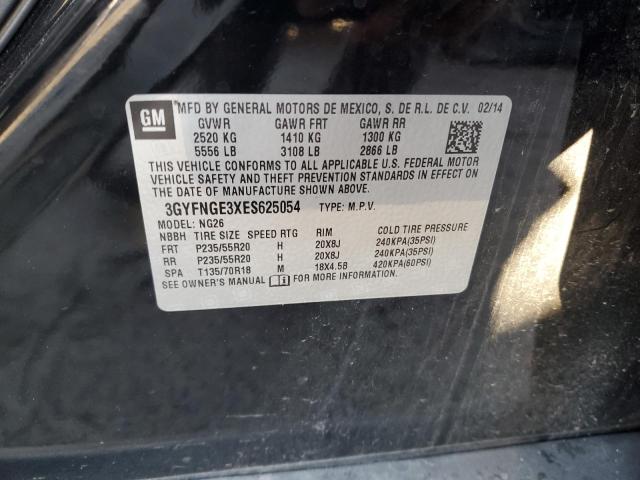 GM
MFD BY GENERAL MOTORS DE MEXICO, S. DE R.L. DE C.V. 02/14
GVWR GAWR FRT GAWR RR
2520 KG 1410 KG 1300 KG
5556 LB 3108 LB 2866 LB
THIS VEHICLE CONFORMS TO ALL APPLICABLE U.S. FEDERAL MOTOR
VEHICLE SAFETY, BUMPER, AND THEFT PREVENTION STANDARDS IN EFFECT ON
THE DATE OF MANUFACTURE SHOWN ABOVE.
3GYFNGE3XES625054 TYPE: M.P.V.
MODEL: NG26
NBBH TIRE SIZE SPEED RTG RIM COLD TIRE PRESSURE
FRT P235/55R20 H 20X8J 240KPA(35PSI)
RR P235/55R20 H 20X8J 240KPA(35PSI)
SPA T135/70R18 M 18X4.5B 420KPA(60PSI)
SEE OWNER'S MANUAL FOR MORE INFORMATION.